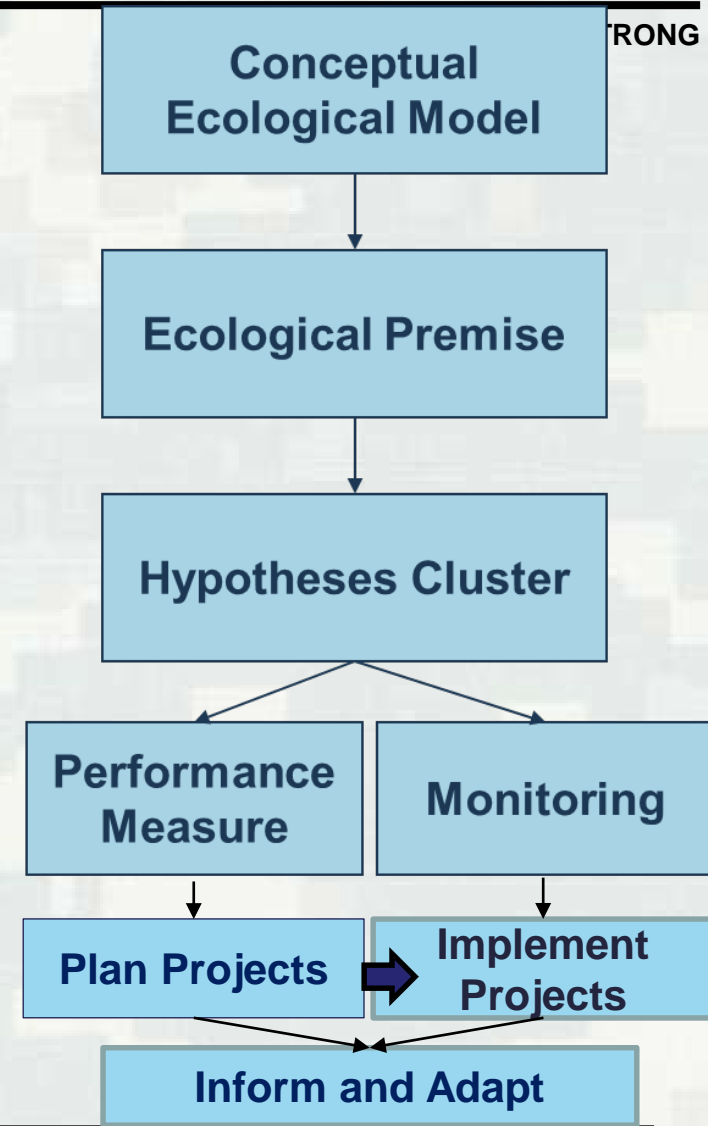 TRONG
Conceptual
Ecological Model
Ecological Premise
Hypotheses Cluster
Performance
Measure
Monitoring
Plan Projects
Implement
Projects
Inform and Adapt